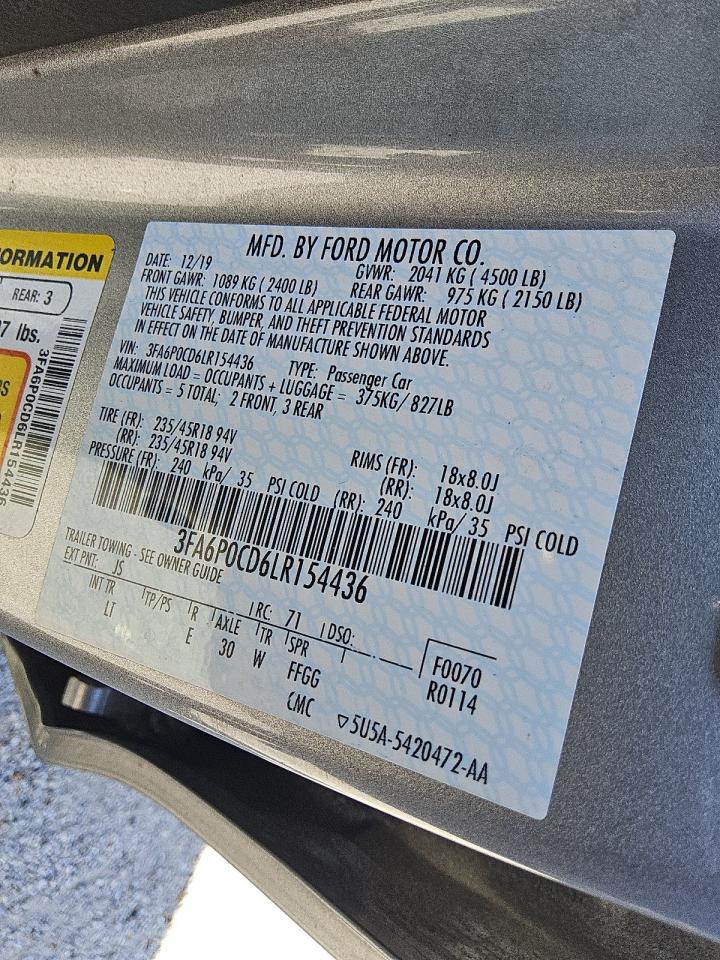 FORMATION
REAR: 3
7 lbs.
3FA6P0CD6LR154436
MFD. BY FORD MOTOR CO.
DATE: 12/19 GVWR: 2041 KG ( 4500 LB)
FRONT GAWR: 1089 KG ( 2400 LB) REAR GAWR: 975 KG ( 2150 LB)
THIS VEHICLE CONFORMS TO ALL APPLICABLE FEDERAL MOTOR
VEHICLE SAFETY, BUMPER, AND THEFT PREVENTION STANDARDS
IN EFFECT ON THE DATE OF MANUFACTURE SHOWN ABOVE.
VIN: 3FA6P0CD6LR154436 TYPE: Passenger Car
MAXIMUM LOAD = OCCUPANTS + LUGGAGE = 375KG/ 827LB
OCCUPANTS = 5 TOTAL; 2 FRONT, 3 REAR
TIRE (FR): 235/45R18 94V RIMS (FR): 18x8.0J
(RR): 235/45R18 94V (RR): 18x8.0J
PRESSURE (FR): 240 kPa/ 35 PSI COLD (RR): 240 kPa/ 35 PSI COLD
3FA6P0CD6LR154436
TRAILER TOWING - SEE OWNER GUIDE
EXT PNT: JS RC: 71 DSO:
INT TR TP/PS R AXLE TR SPR F0070
LT E 30 W FFGG R0114
CMC ▽5U5A-5420472-AA